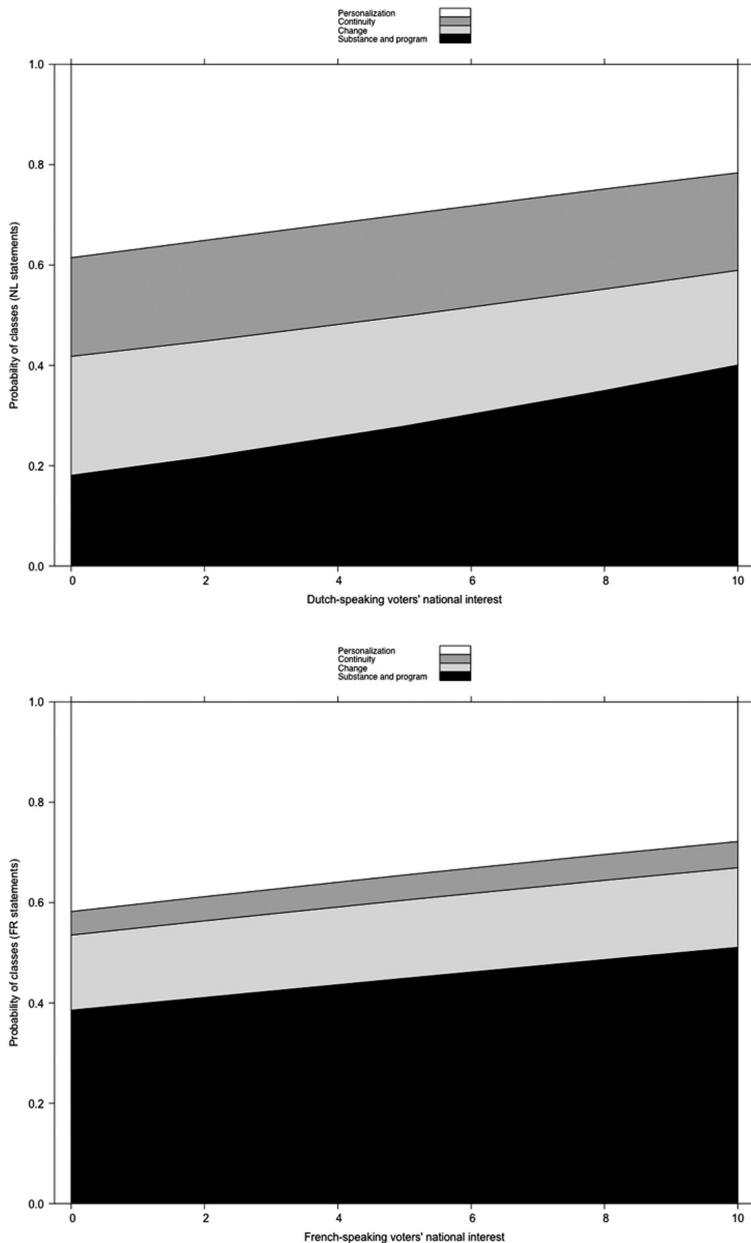 Personalization
Continuity
Change
Substance and program
1.0
0.8
0.6
0.4
0.2
0.0
Probability of classes (NL statements)
0 2 4 6 8 10
Dutch-speaking voters' national interest
Personalization
Continuity
Change
Substance and program
1.0
0.8
0.6
0.4
0.2
0.0
Probability of classes (FR statements)
0 2 4 6 8 10
French-speaking voters' national interest